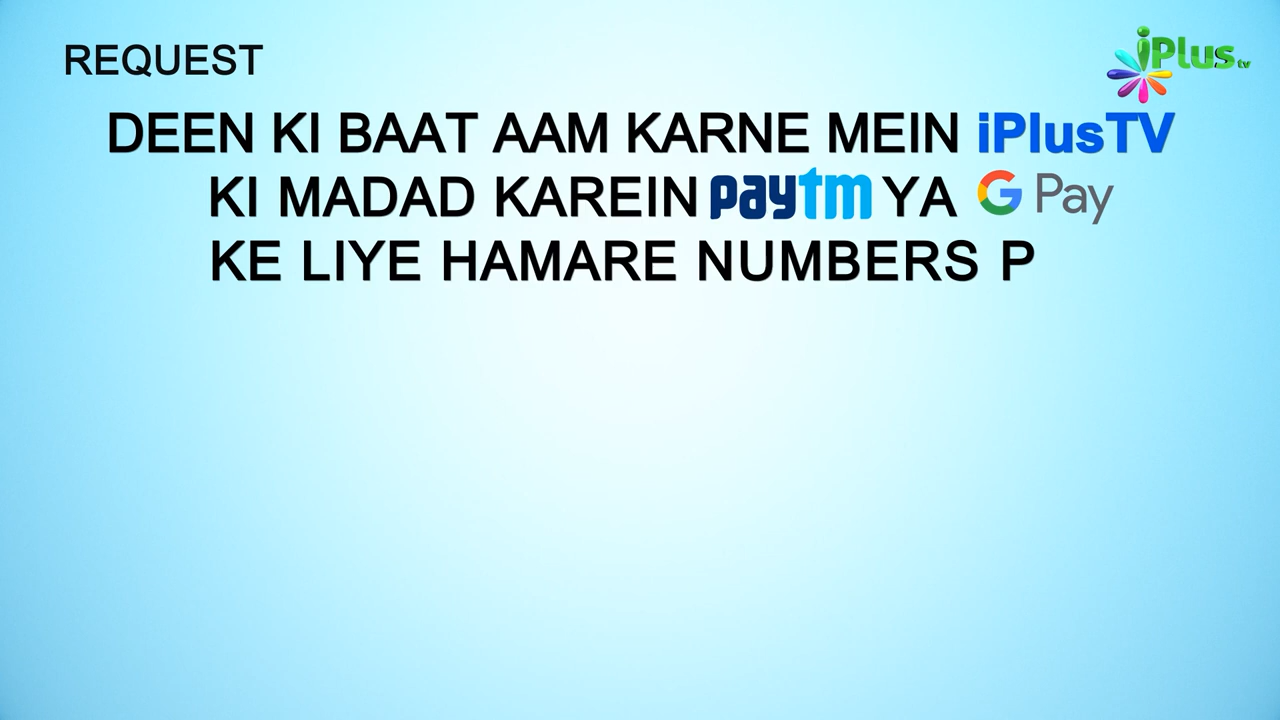 REQUEST
iPlus tv
DEEN KI BAAT AAM KARNE MEIN iPlusTV
KI MADAD KAREIN paytm YA G Pay
KE LIYE HAMARE NUMBERS P